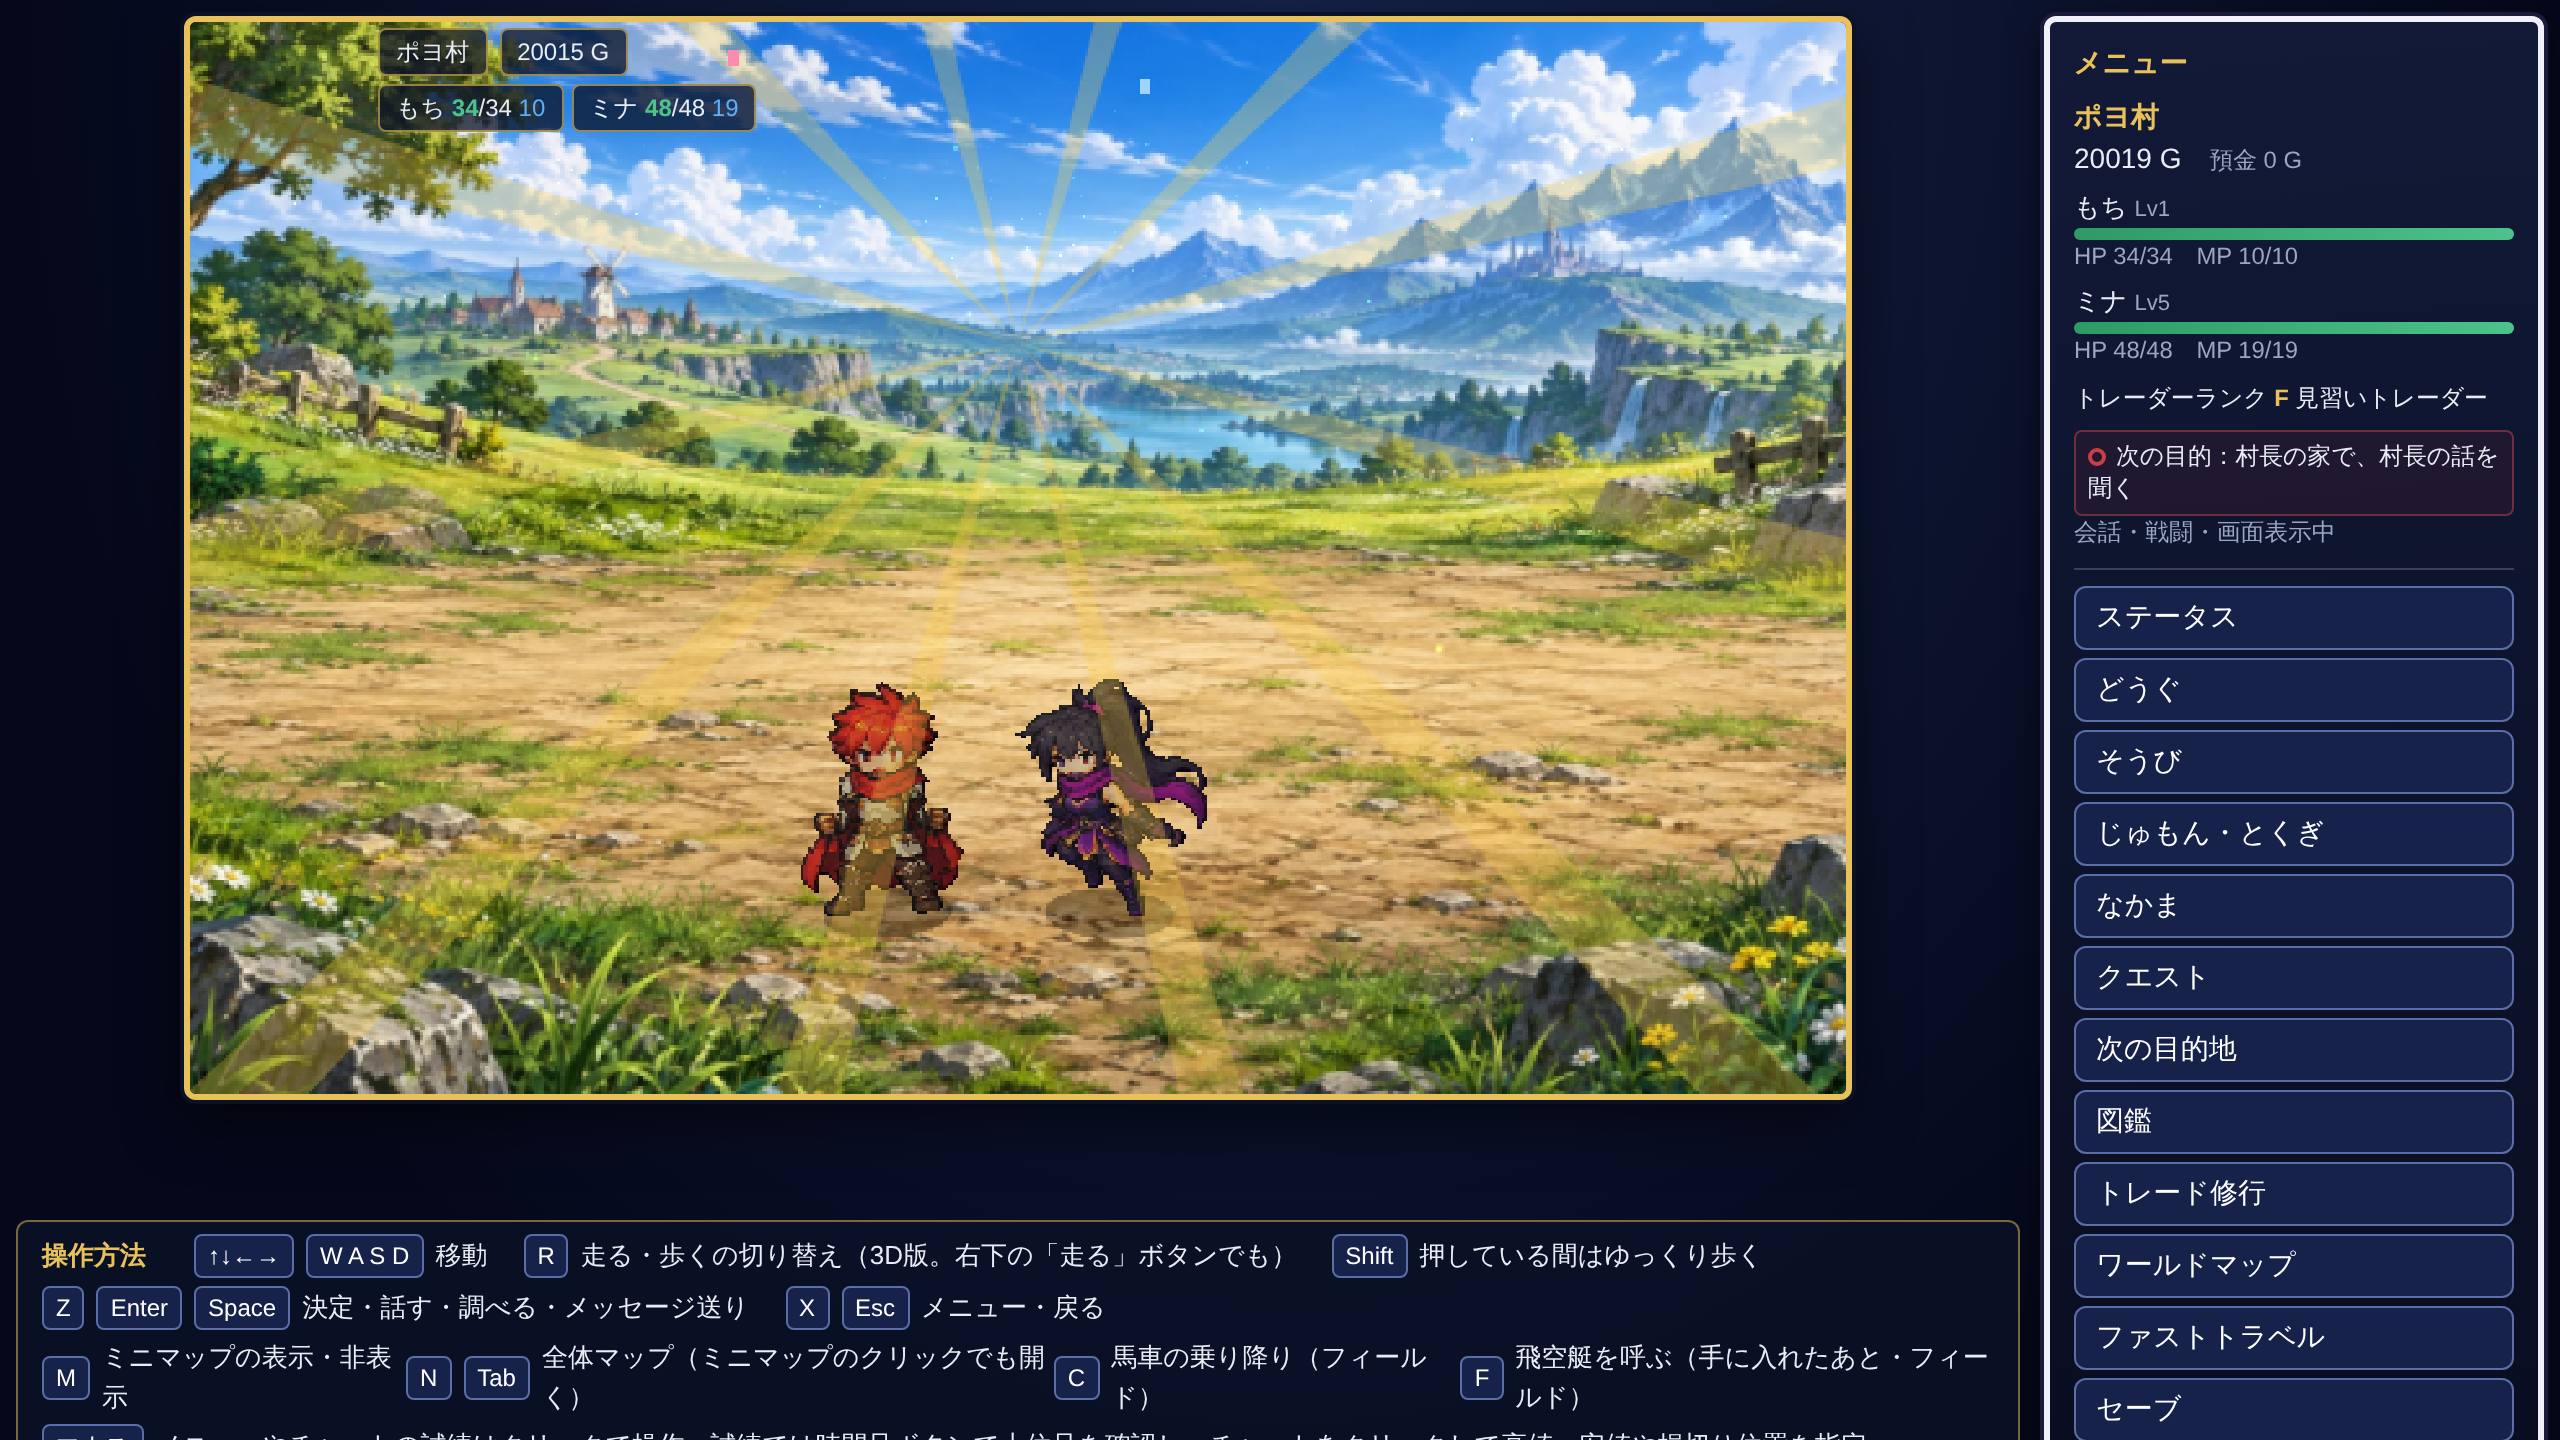 ポヨ村 20015 G
もち 34/34 10 ミナ 48/48 19
メニュー
ポヨ村
20019 G 預金 0 G
もち Lv1
HP 34/34 MP 10/10
ミナ Lv5
HP 48/48 MP 19/19
トレーダーランク F 見習いトレーダー
次の目的：村長の家で、村長の話を
聞く
会話・戦闘・画面表示中
ステータス
どうぐ
そうび
じゅもん・とくぎ
なかま
クエスト
次の目的地
図鑑
トレード修行
ワールドマップ
ファストトラベル
セーブ
操作方法 ↑↓←→ W A S D 移動 R 走る・歩くの切り替え（3D版。右下の「走る」ボタンでも） Shift 押している間はゆっくり歩く
Z Enter Space 決定・話す・調べる・メッセージ送り X Esc メニュー・戻る
M ミニマップの表示・非表示 N Tab 全体マップ（ミニマップのクリックでも開く） C 馬車の乗り降り（フィールド） F 飛空艇を呼ぶ（手に入れたあと・フィールド）